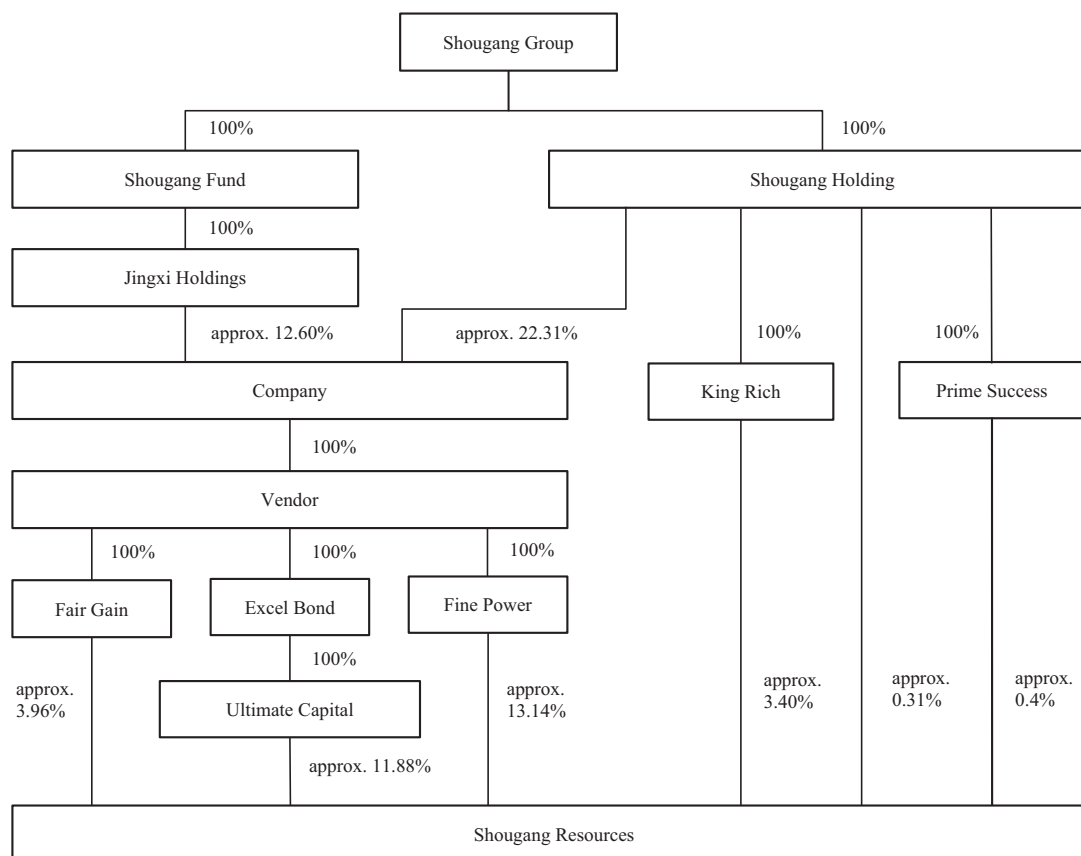 Shougang Group
100%
100%
Shougang Fund
Shougang Holding
100%
Jingxi Holdings
approx. 12.60%
approx. 22.31%
100%
100%
Company
King Rich
Prime Success
100%
Vendor
100%
100%
100%
Fair Gain
Excel Bond
Fine Power
100%
approx.
3.96%
Ultimate Capital
approx.
13.14%
approx.
3.40%
approx.
0.31%
approx.
0.4%
approx. 11.88%
Shougang Resources